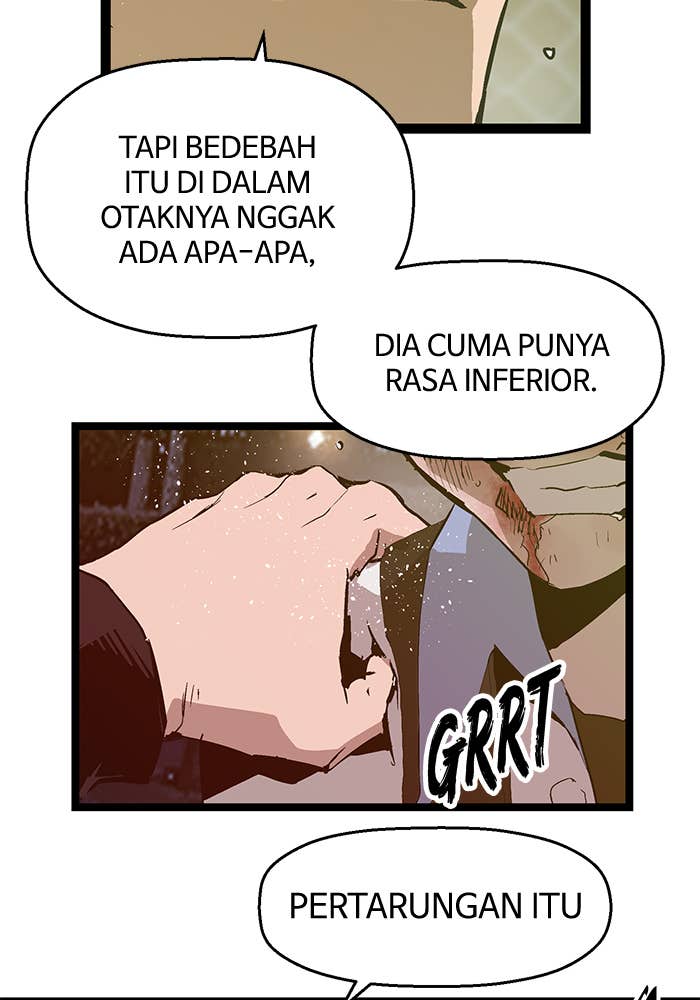 TAPI BEDEBAH
ITU DI DALAM
OTAKNYA NGGAK
ADA APA-APA,
DIA CUMA PUNYA
RASA INFERIOR.
GRRT
PERTARUNGAN ITU